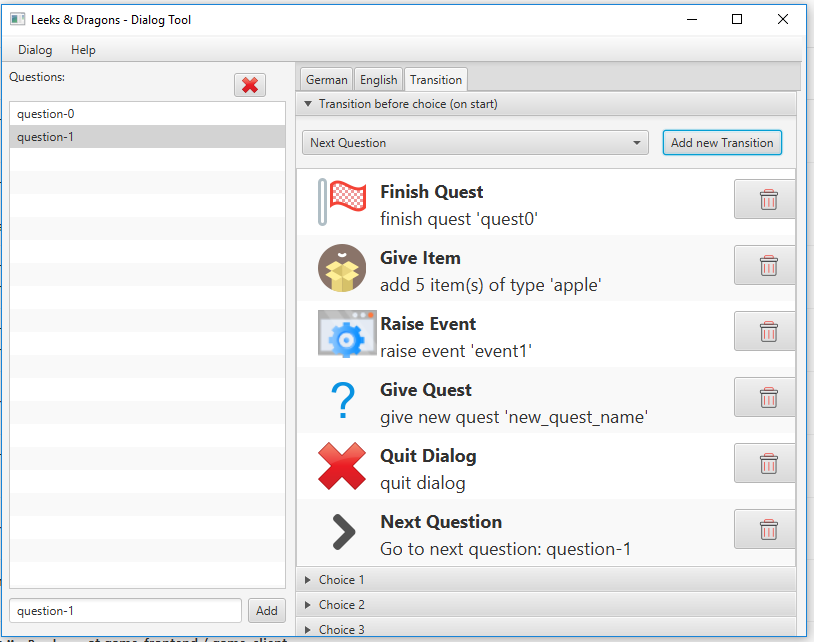 Leeks & Dragons - Dialog Tool
Dialog Help
Questions:
question-0
question-1
question-1
Add
German English Transition
Transition before choice (on start)
Next Question
Add new Transition
Finish Quest
finish quest 'quest0'
Give Item
add 5 item(s) of type 'apple'
Raise Event
raise event 'event1'
Give Quest
give new quest 'new_quest_name'
Quit Dialog
quit dialog
Next Question
Go to next question: question-1
Choice 1
Choice 2
Choice 3